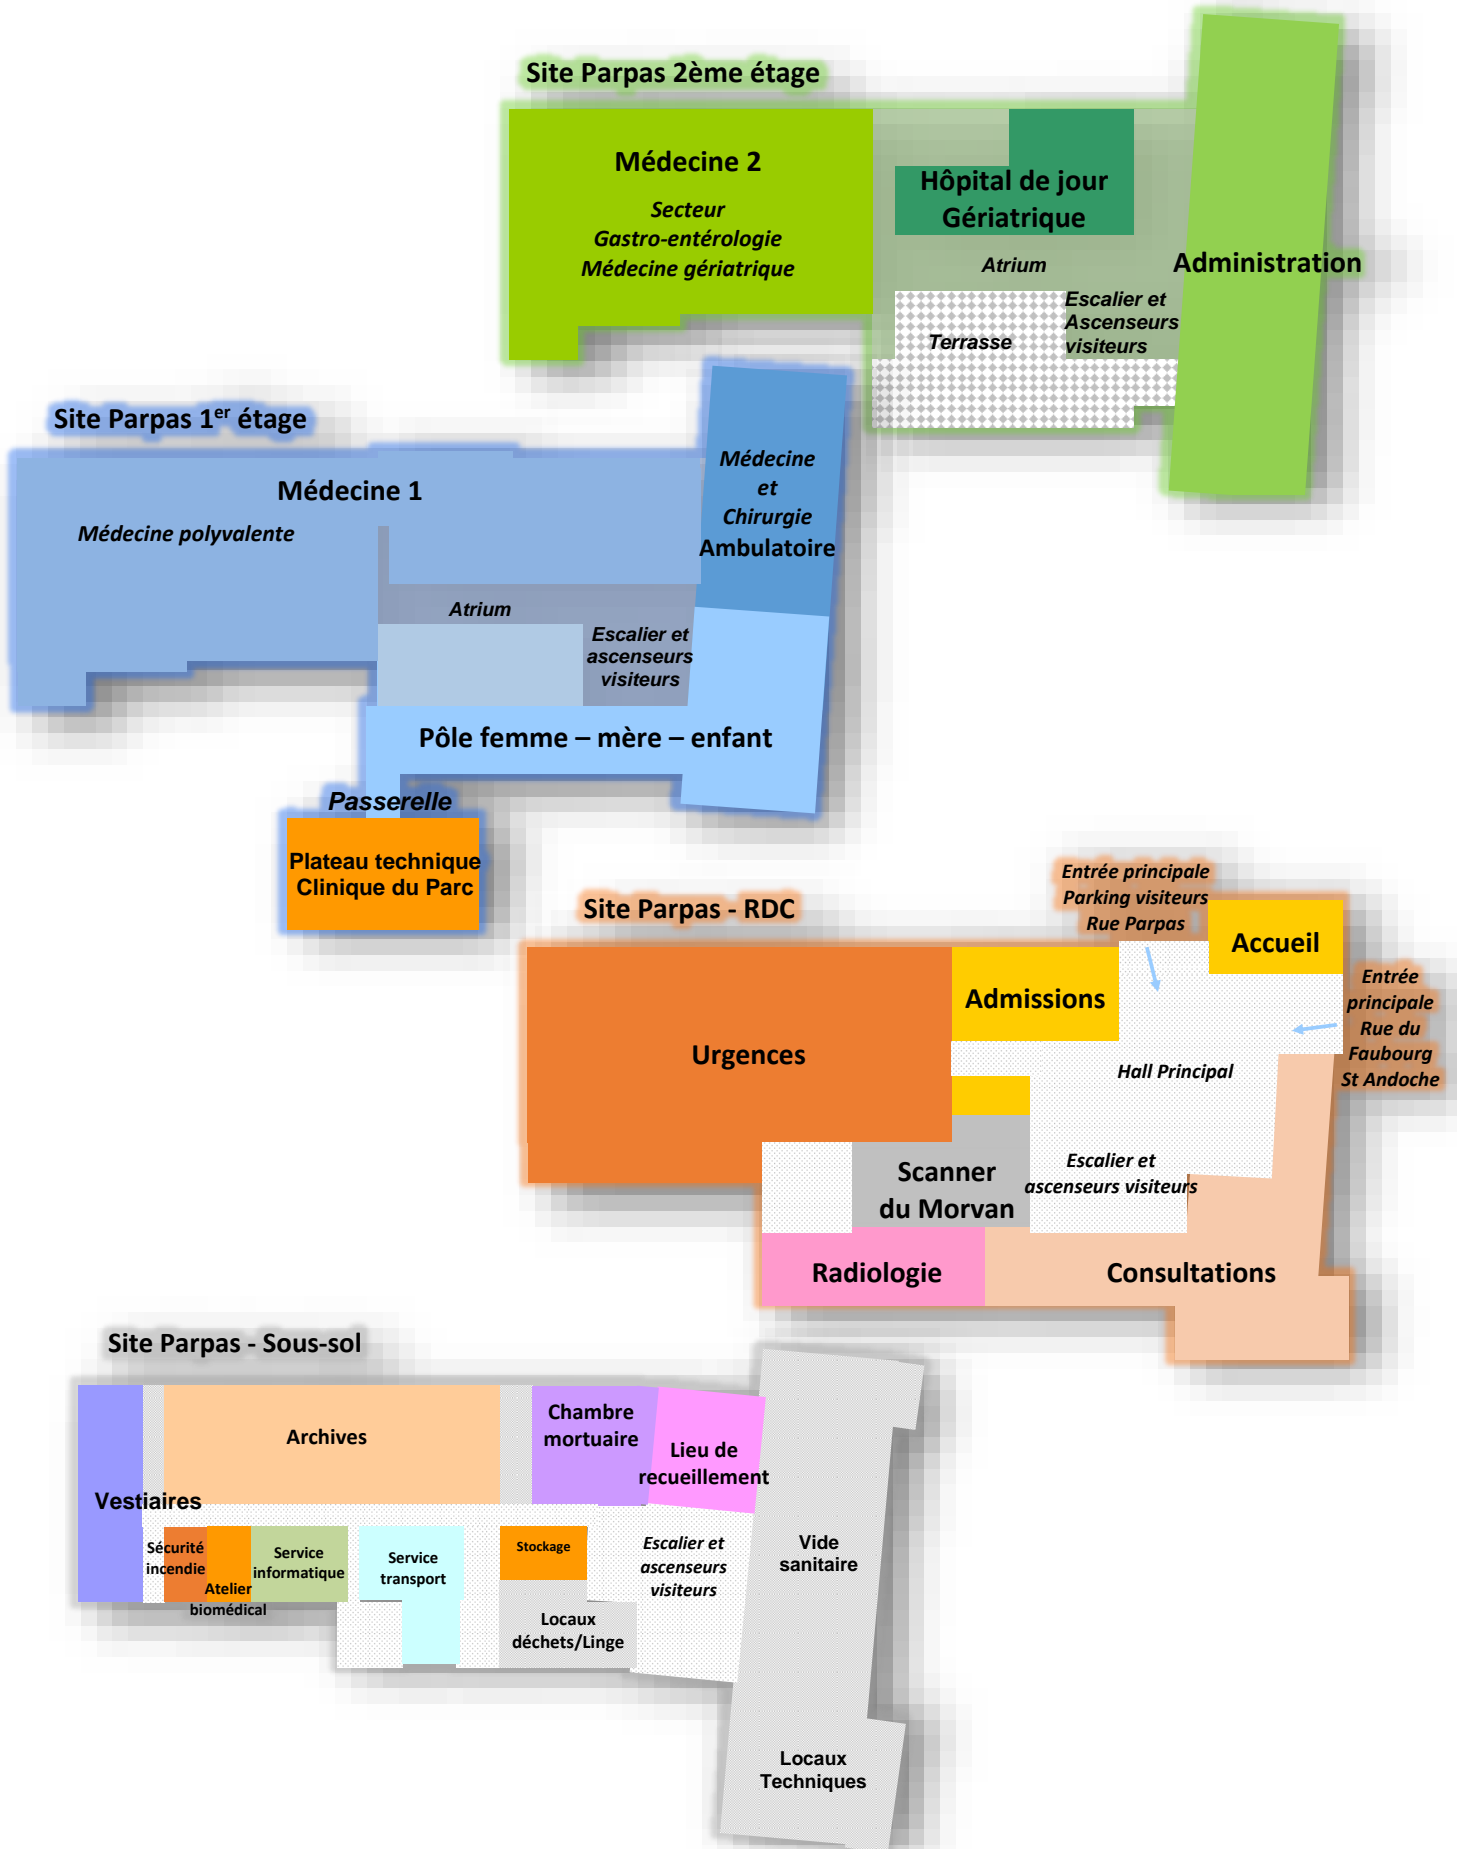 Site Parpas 2ème étage
Médecine 2
Secteur
Gastro-entérologie
Médecine gériatrique
Hôpital de jour
Gériatrique
Atrium
Escalier et
Ascenseurs
visiteurs
Terrasse
Administration
Site Parpas 1er étage
Médecine 1
Médecine polyvalente
Médecine
et
Chirurgie
Ambulatoire
Atrium
Escalier et
ascenseurs
visiteurs
Pôle femme – mère – enfant
Passerelle
Plateau technique
Clinique du Parc
Site Parpas - RDC
Entrée principale
Parking visiteurs
Rue Parpas
Accueil
Entrée
principale
Rue du
Faubourg
St Andoche
Admissions
Urgences
Hall Principal
Escalier et
ascenseurs visiteurs
Scanner
du Morvan
Radiologie
Consultations
Site Parpas - Sous-sol
Archives
Chambre
mortuaire
Lieu de
recueillement
Vestiaires
Sécurité
incendie
Atelier
biomédical
Service
informatique
Service
transport
Stockage
Escalier et
ascenseurs
visiteurs
Locaux
déchets/Linge
Vide
sanitaire
Locaux
Techniques